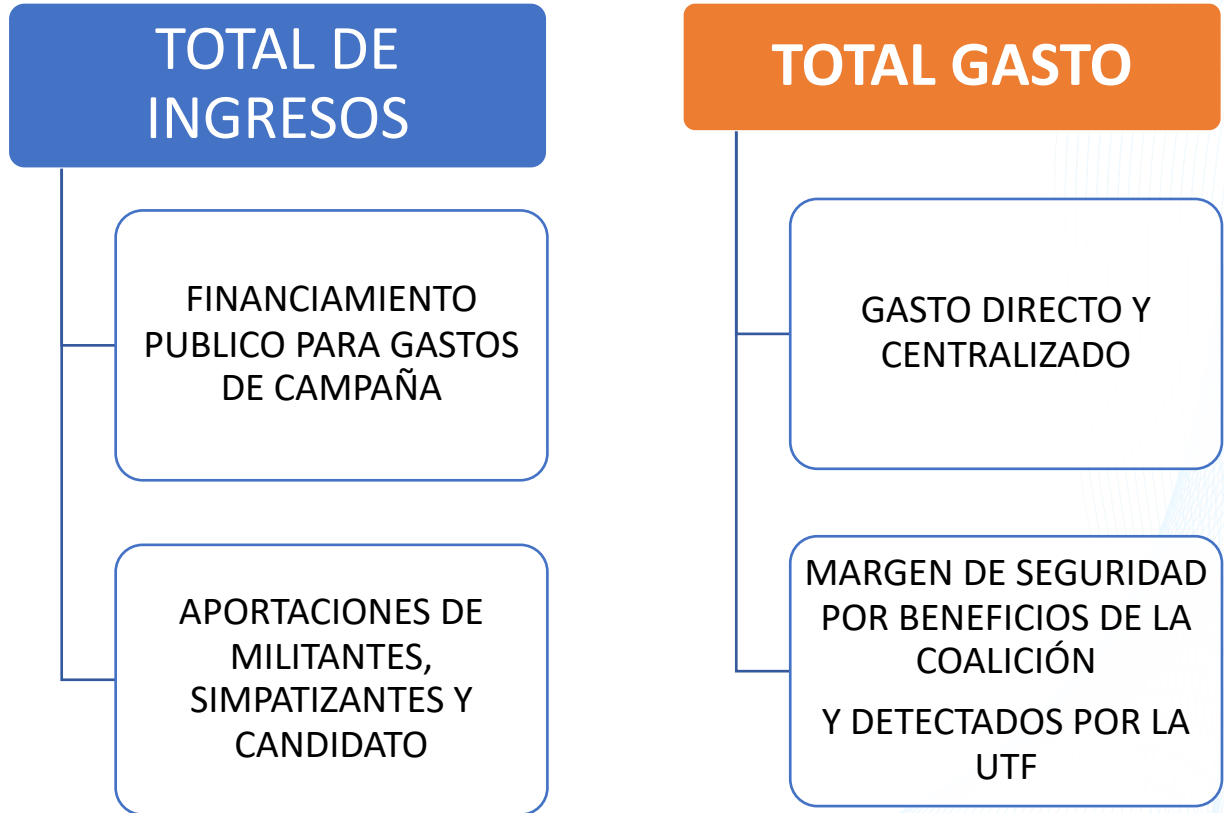 TOTAL DE
INGRESOS
FINANCIAMIENTO
PUBLICO PARA GASTOS
DE CAMPAÑA
APORTACIONES DE
MILITANTES,
SIMPATIZANTES Y
CANDIDATO
TOTAL GASTO
GASTO DIRECTO Y
CENTRALIZADO
MARGEN DE SEGURIDAD
POR BENEFICIOS DE LA
COALICIÓN
Y DETECTADOS POR LA
UTF